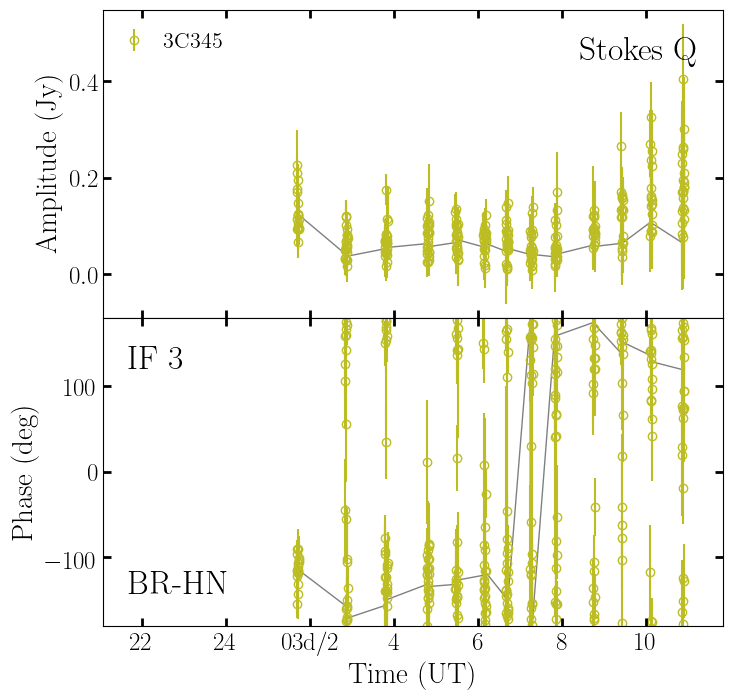 3C345
Stokes Q
Amplitude (Jy)
0.4
0.2
0.0
IF 3
BR-HN
Phase (deg)
100
0
−100
22 24 03d/2 4 6 8 10
Time (UT)